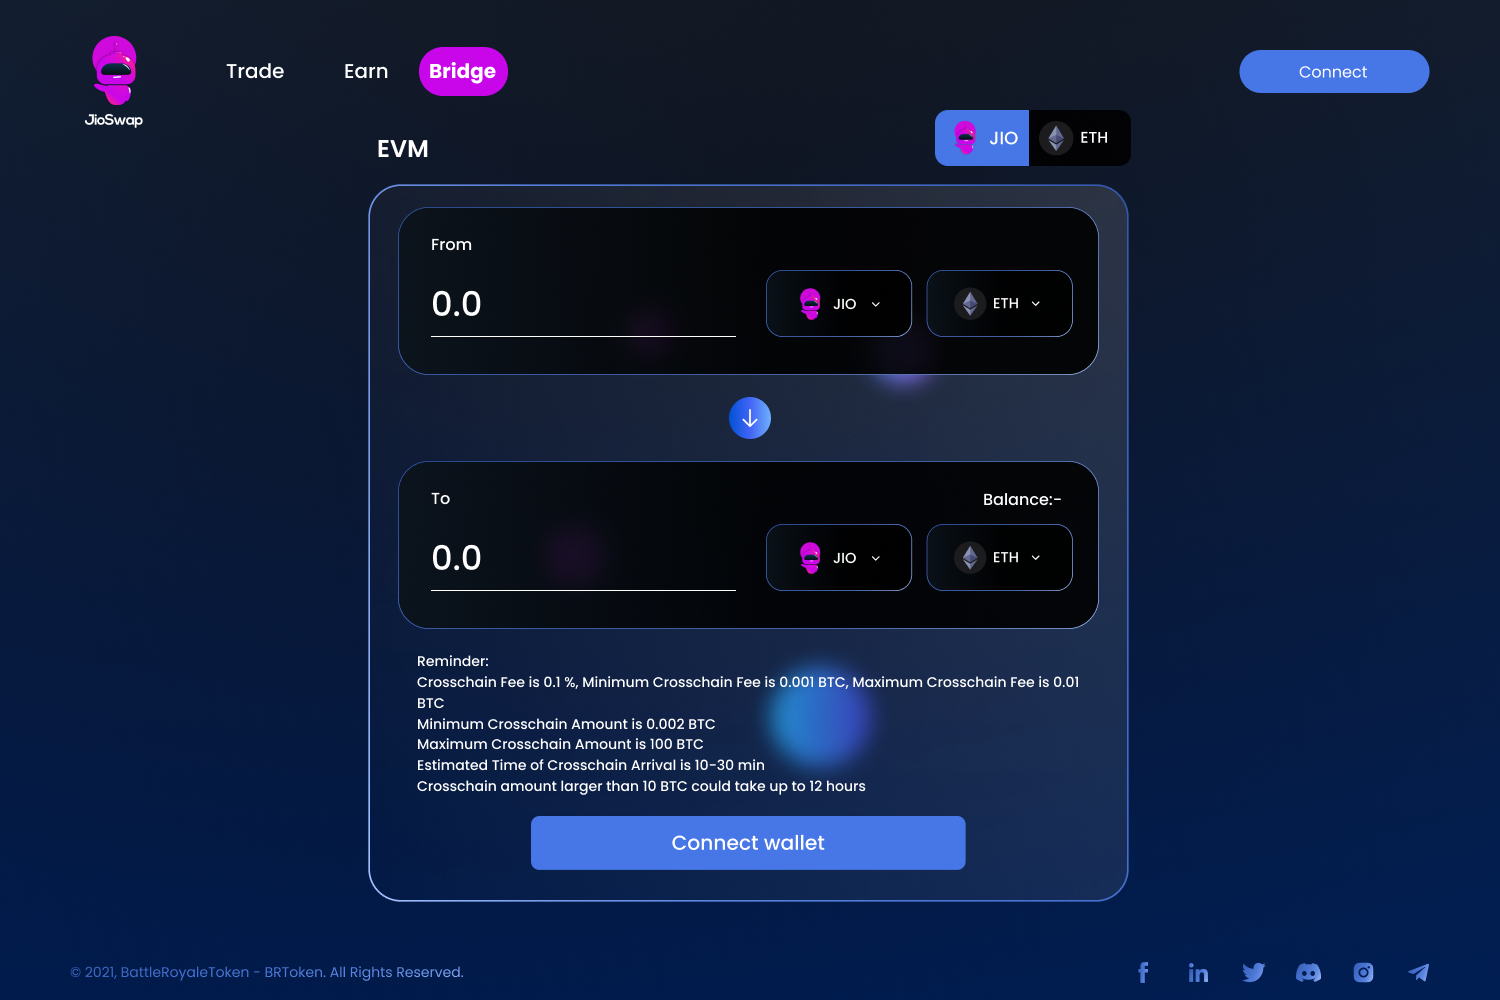 JioSwap
Trade
Earn
Bridge
Connect
EVM
JIO
ETH
From
0.0
JIO
ETH
To
Balance:-
0.0
JIO
ETH
Reminder:
Crosschain Fee is 0.1 %, Minimum Crosschain Fee is 0.001 BTC, Maximum Crosschain Fee is 0.01
BTC
Minimum Crosschain Amount is 0.002 BTC
Maximum Crosschain Amount is 100 BTC
Estimated Time of Crosschain Arrival is 10-30 min
Crosschain amount larger than 10 BTC could take up to 12 hours
Connect wallet
© 2021, BattleRoyaleToken - BRToken. All Rights Reserved.